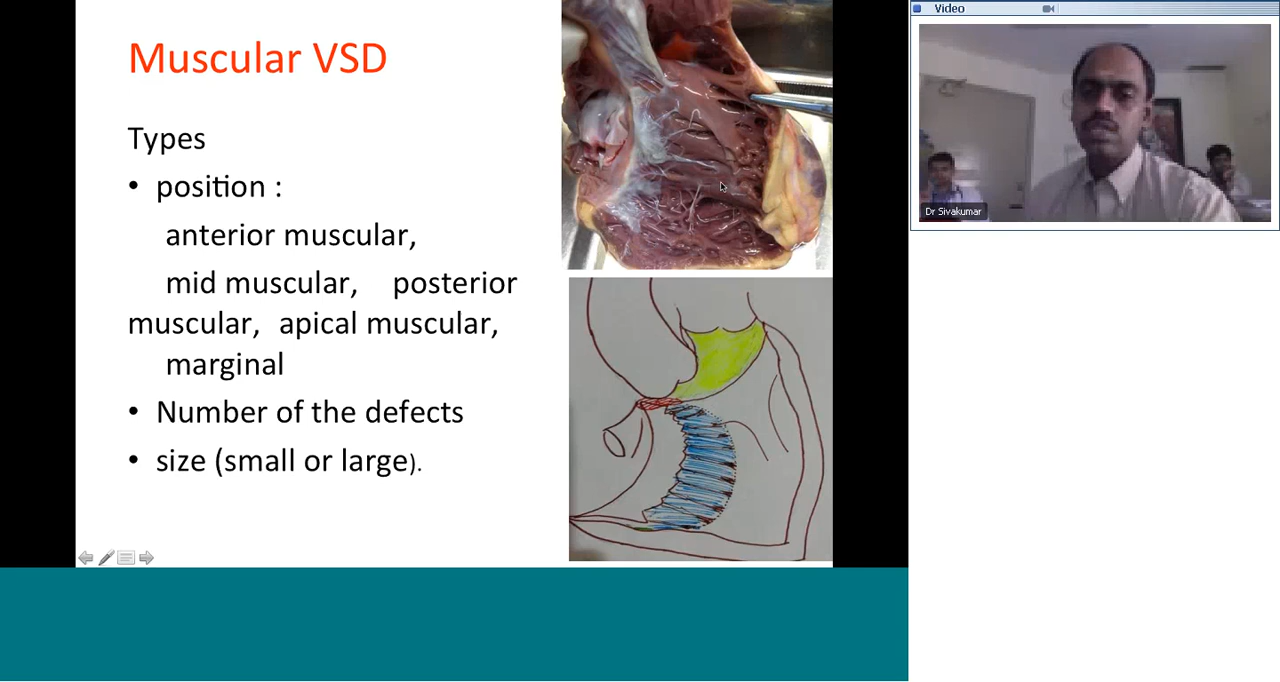 Muscular VSD
Types
• position :
anterior muscular,
mid muscular, posterior
muscular, apical muscular,
marginal
• Number of the defects
• size (small or large).
Video
Dr Sivakumar